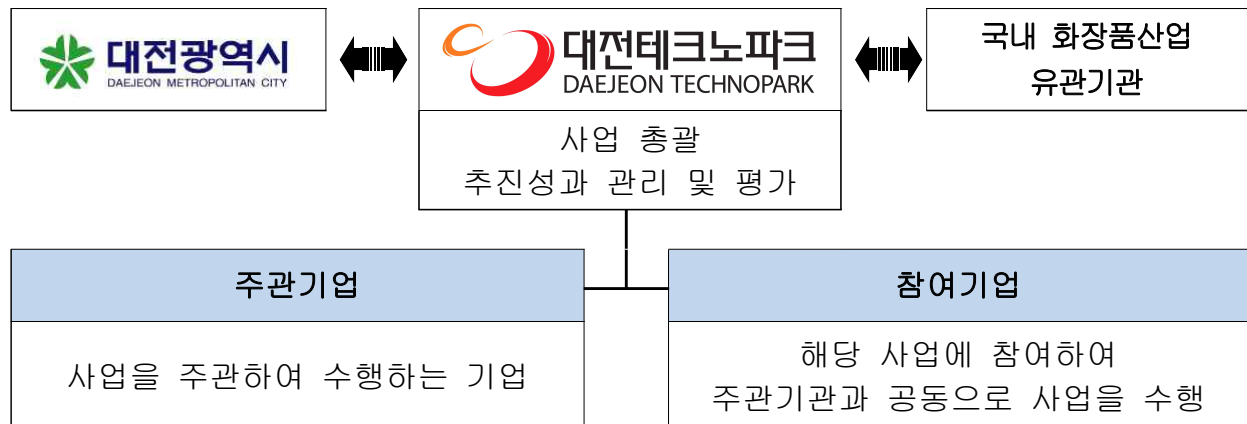 대전광역시
DAEJEON METROPOLITAN CITY
대전테크노파크
DAEJEON TECHNOPARK
국내 화장품산업
유관기관
사업 총괄
추진성과 관리 및 평가
주관기업
사업을 주관하여 수행하는 기업
참여기업
해당 사업에 참여하여
주관기관과 공동으로 사업을 수행